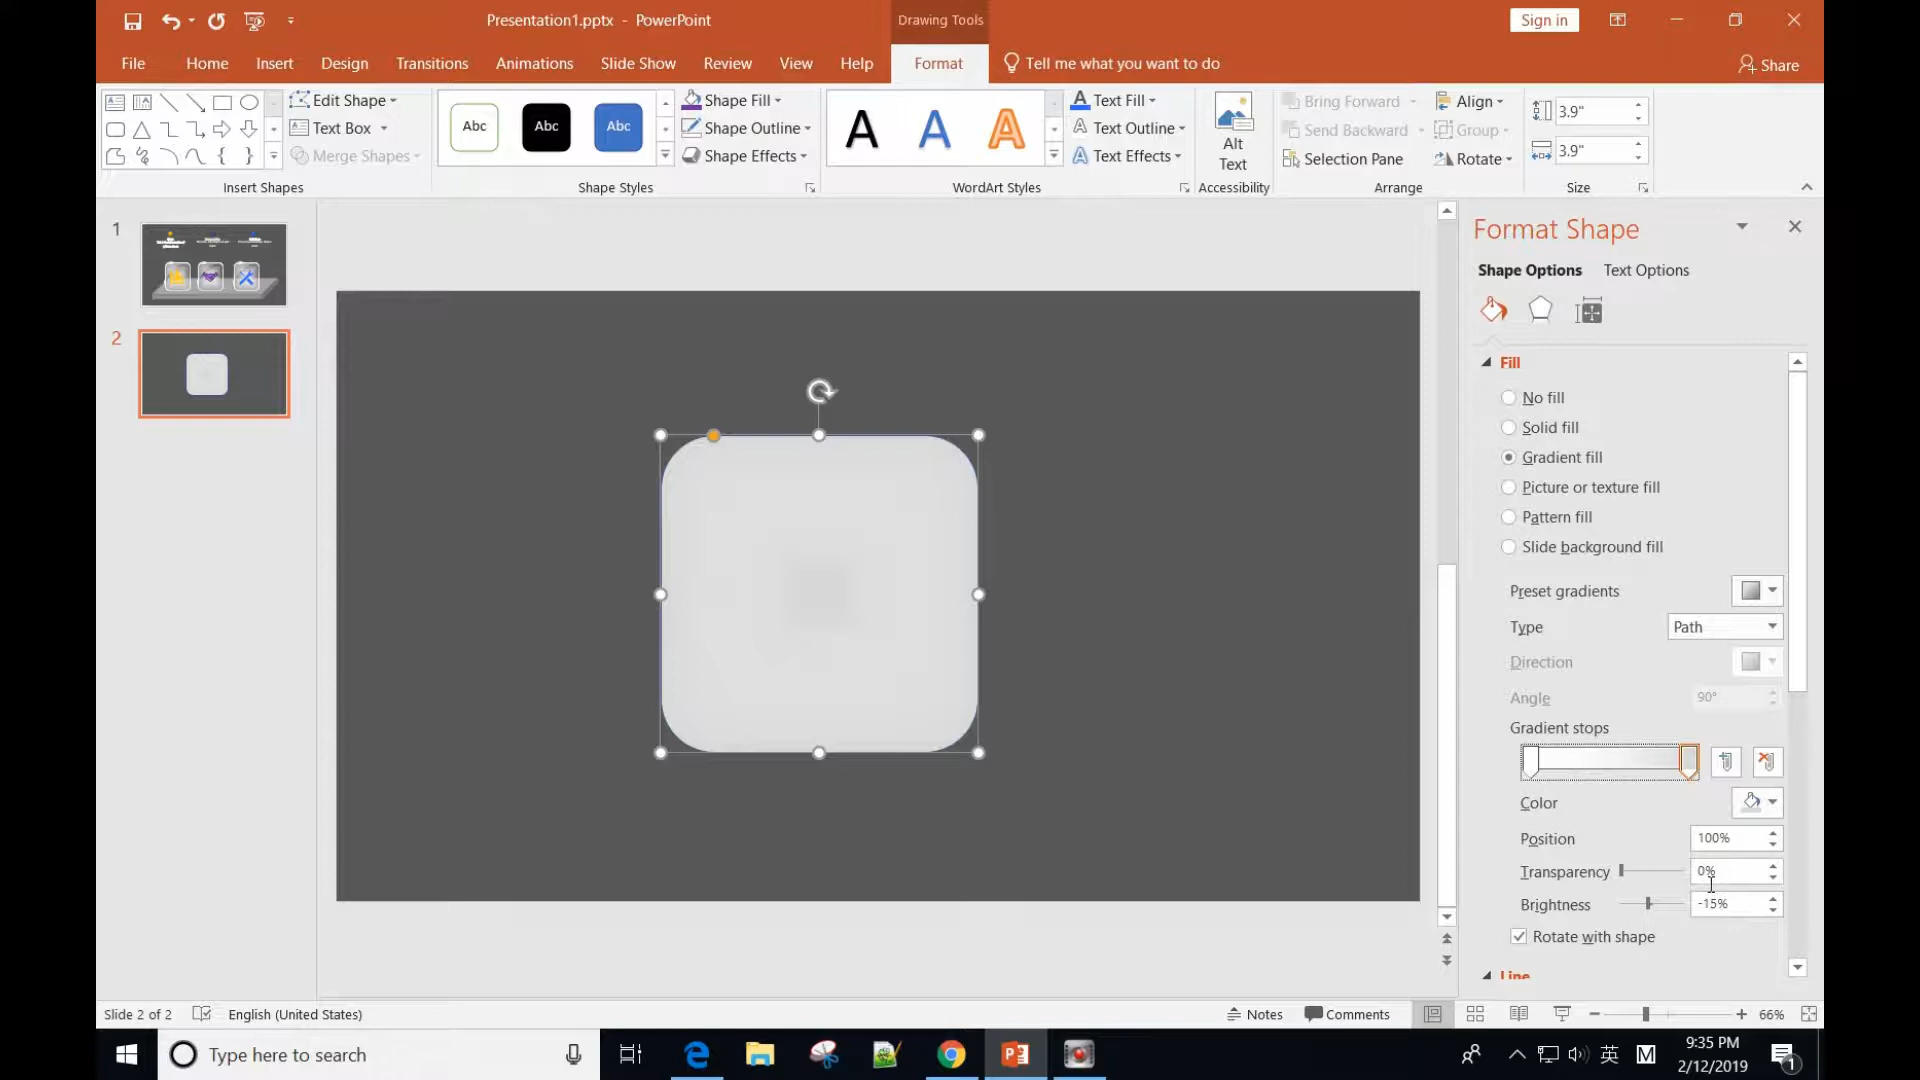 Presentation1.pptx - PowerPoint
Drawing Tools
Sign in
File Home Insert Design Transitions Animations Slide Show Review View Help Format Tell me what you want to do Share
Edit Shape
Text Box
Merge Shapes
Insert Shapes
Abc Abc Abc
Shape Fill
Shape Outline
Shape Effects
Shape Styles
A A A
Text Fill
Text Outline
Text Effects
WordArt Styles
Alt
Text
Accessibility
Bring Forward
Send Backward
Selection Pane
Align
Group
Rotate
Arrange
3.9"
3.9"
Size
1
2
Format Shape
Shape Options Text Options
Fill
No fill
Solid fill
Gradient fill
Picture or texture fill
Pattern fill
Slide background fill
Preset gradients
Type Path
Direction
Angle 90°
Gradient stops
Color
Position 100%
Transparency 0%
Brightness -15%
Rotate with shape
Line
Slide 2 of 2 English (United States) Notes Comments 66%
Type here to search
英 M
9:35 PM
2/12/2019
1